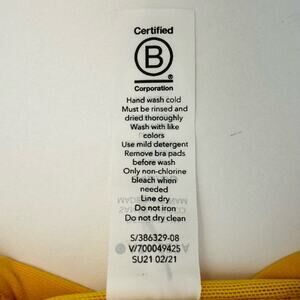 Certified
B
®
Corporation
Hand wash cold
Must be rinsed and
dried thoroughly
Wash with like
colors
Use mild detergent
Remove bra pads
before wash
Only non-chlorine
bleach when
needed
Line dry
Do not iron
Do not dry clean
S/386329-08
V/700049425
SU21 02/21